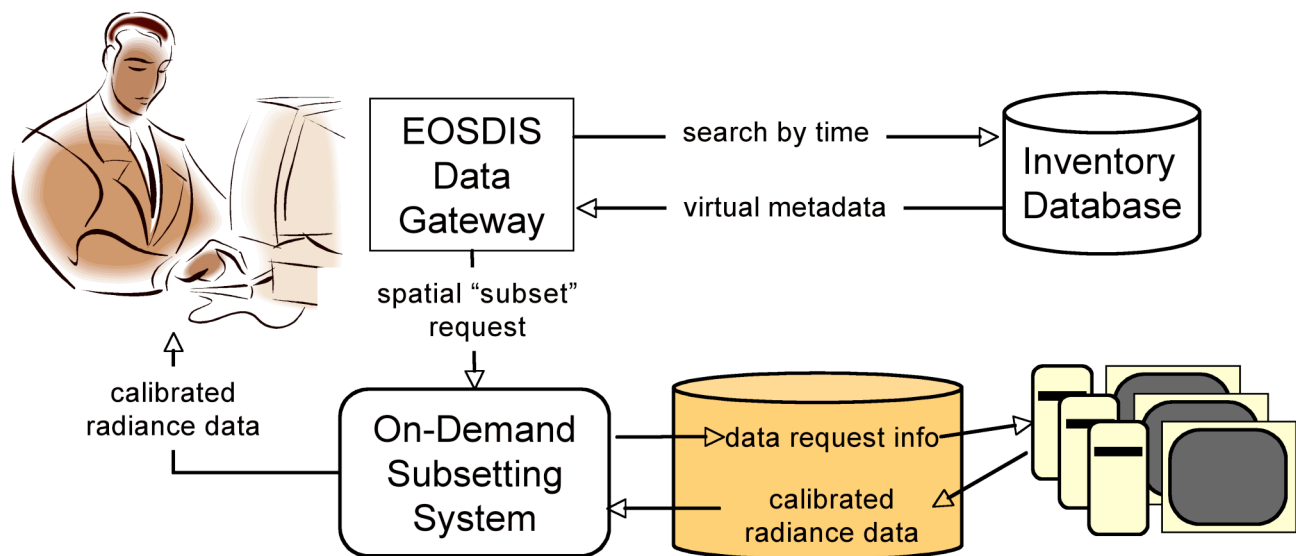 EOSDIS
Data
Gateway
search by time
virtual metadata
Inventory
Database
spatial “subset”
request
calibrated
radiance data
On-Demand
Subsetting
System
data request info
calibrated
radiance data